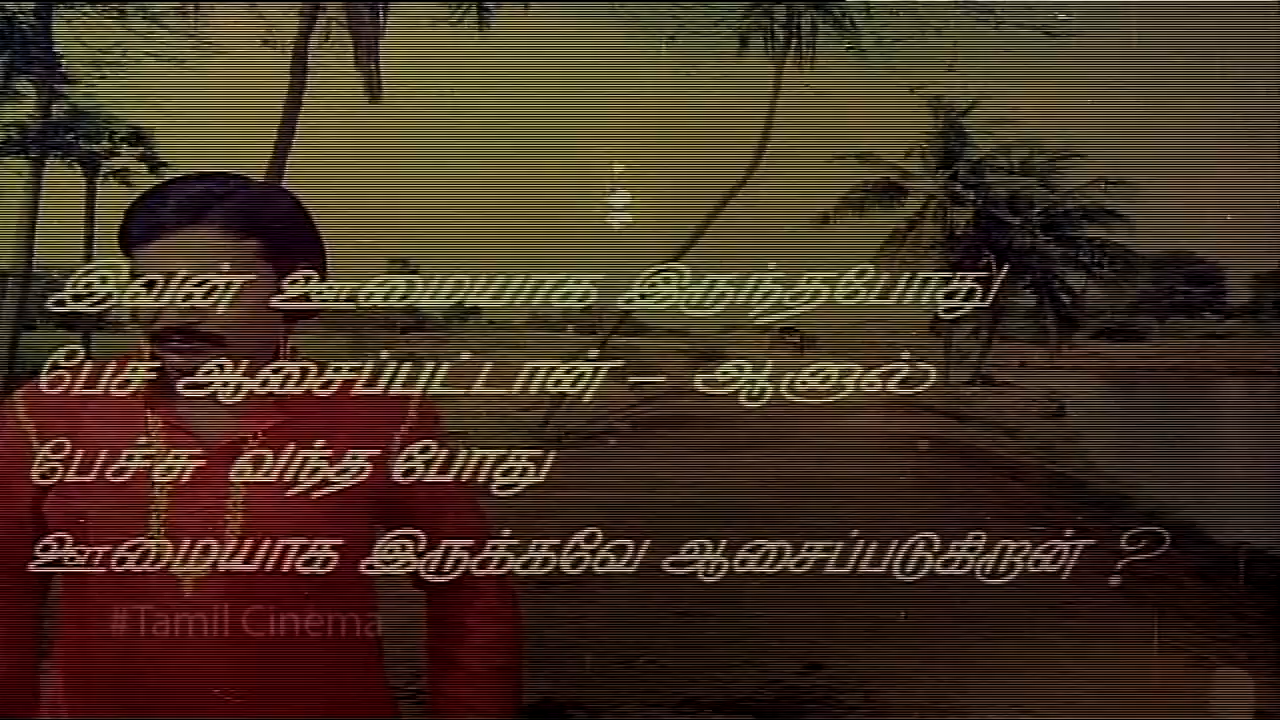 இவன் ஊமையாக இருந்தபோது
பேச ஆசைப்பட்டான் - ஆனால்
பேச்சு வந்த போது
ஊமையாக இருக்கவே ஆசைப்படுகிறான் ?
#Tamil Cinema